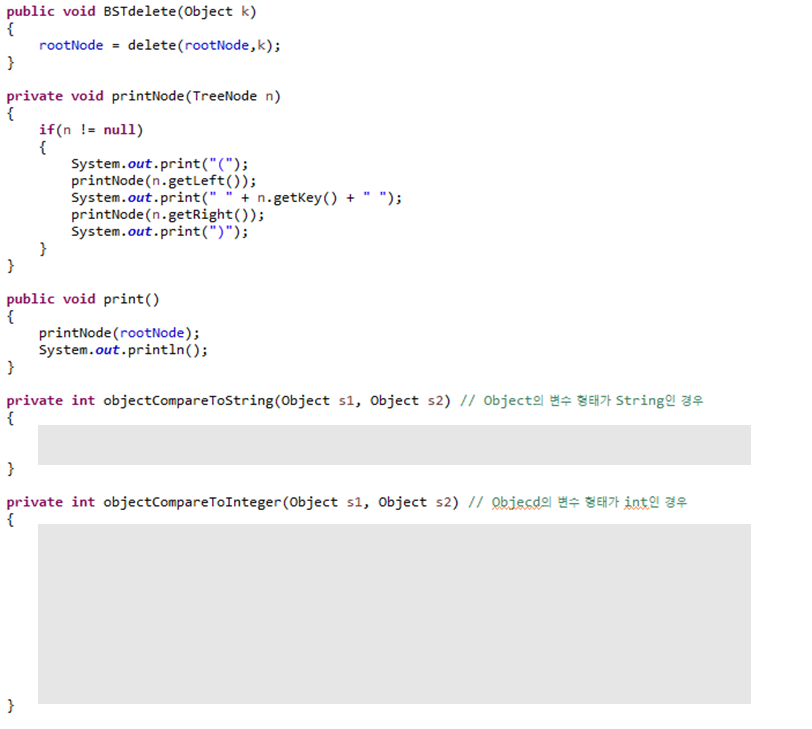 public void BSTdelete(Object k)
{
    rootNode = delete(rootNode,k);
}
private void printNode(TreeNode n)
{
    if(n != null)
    {
        System.out.print("(");
        printNode(n.getLeft());
        System.out.print(" " + n.getKey() + " ");
        printNode(n.getRight());
        System.out.print(")");
    }
}
public void print()
{
    printNode(rootNode);
    System.out.println();
}
private int objectCompareToString(Object s1, Object s2) // Object의 변수 형태가 String인 경우
{
}
private int objectCompareToInteger(Object s1, Object s2) // Objecd의 변수 형태가 int인 경우
{
}